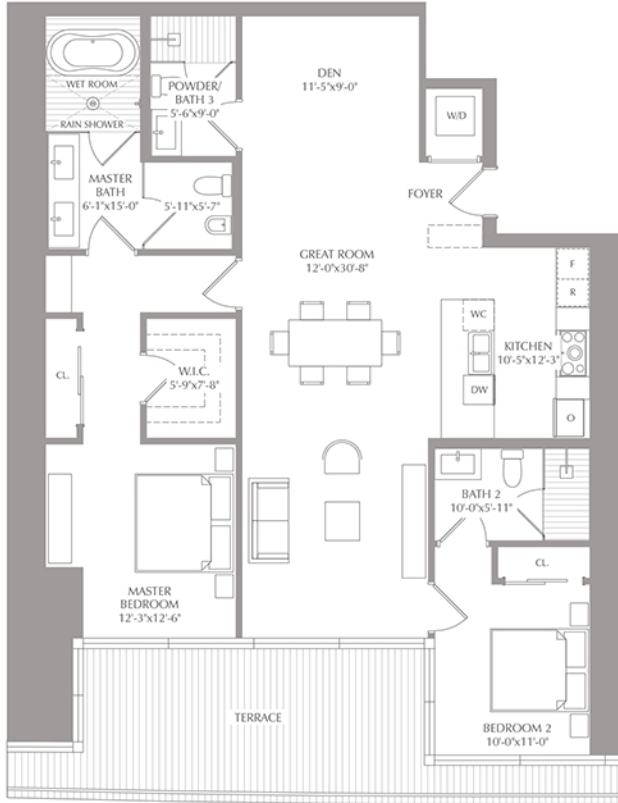 WET ROOM
RAIN SHOWER
POWDER/
BATH 3
5'-6"x9'-0"
DEN
11'-5"x9'-0"
W/D
MASTER
BATH
6'-1"x15'-0"
5'-11"x5'-7"
FOYER
GREAT ROOM
12'-0"x30'-8"
F
R
WC
KITCHEN
10'-5"x12'-3"
DW
O
CL.
W.I.C.
5'-9"x7'-8"
BATH 2
10'-0"x5'-11"
CL.
MASTER
BEDROOM
12'-3"x12'-6"
TERRACE
BEDROOM 2
10'-0"x11'-0"